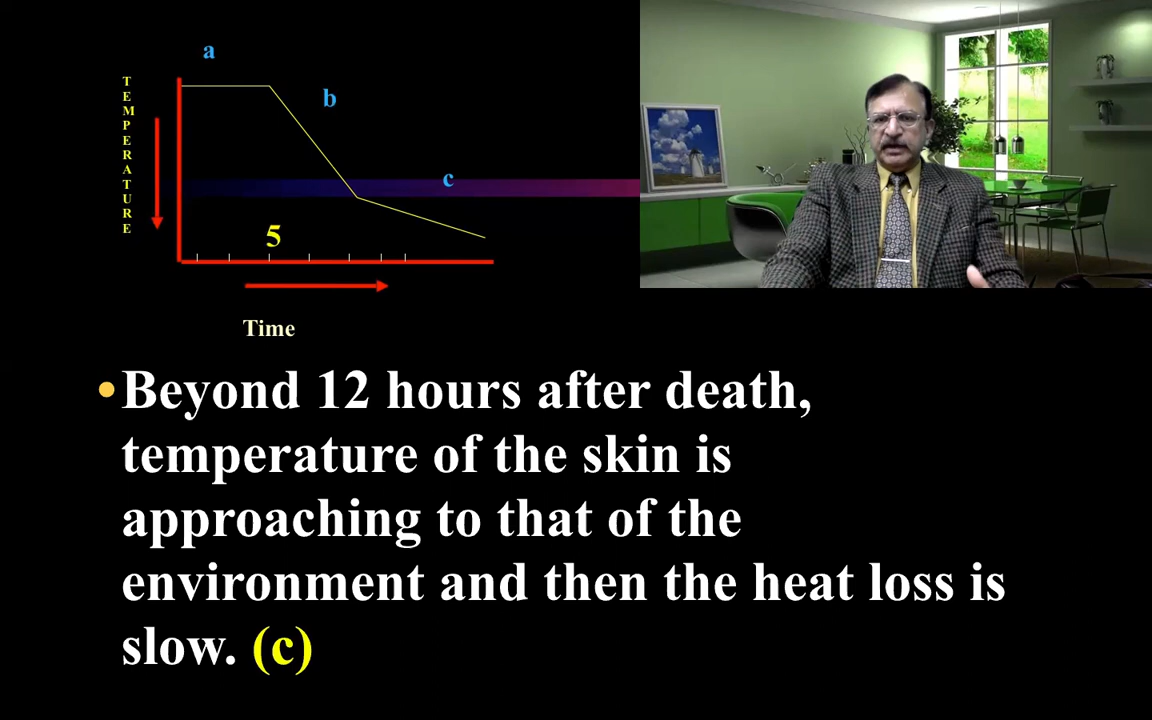 a
TEMPERATURE
b
c
5
Time
•Beyond 12 hours after death,
temperature of the skin is
approaching to that of the
environment and then the heat loss is
slow. (c)